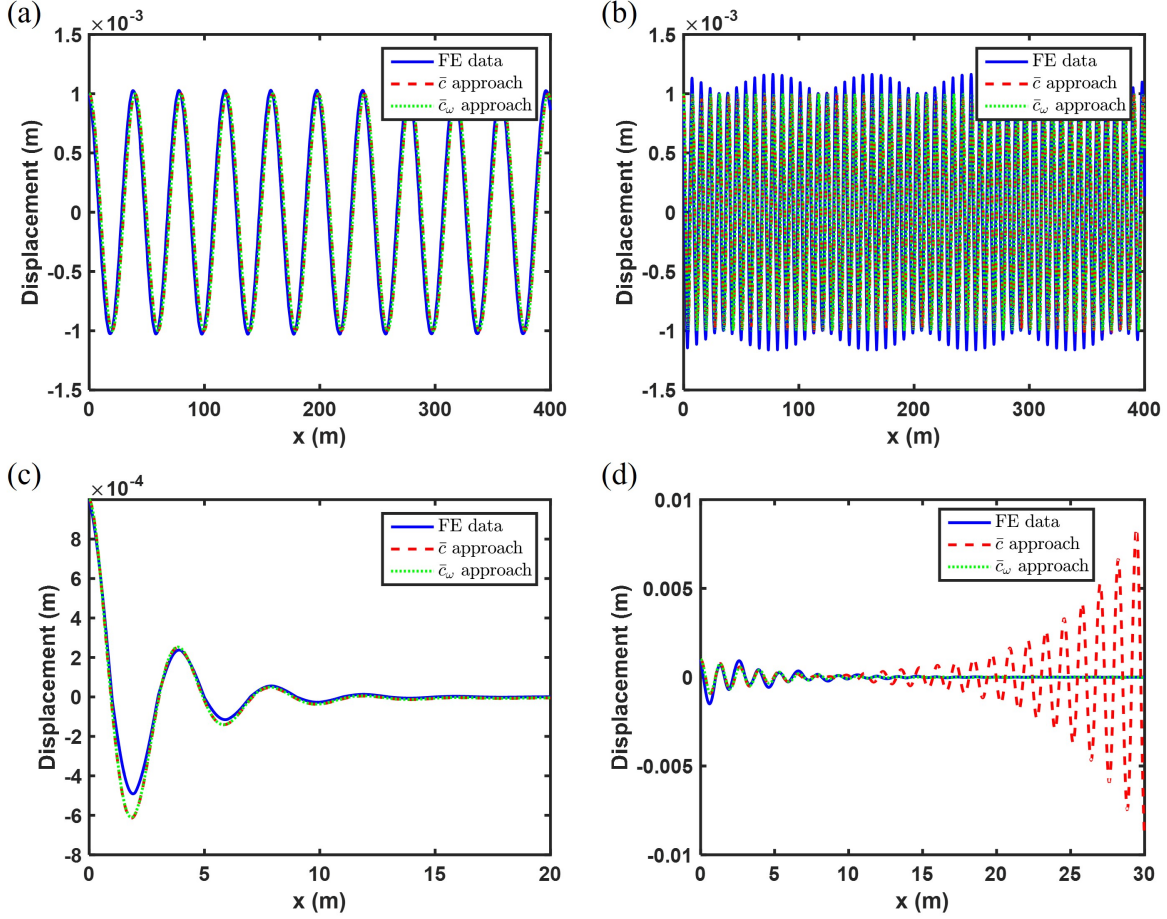 (a)
×10⁻³
1.5
1
0.5
0
-0.5
-1
-1.5
Displacement (m)
0 100 200 300 400
x (m)
FE data
c̄ approach
c̄ω approach
(b)
×10⁻³
1.5
1
0.5
0
-0.5
-1
-1.5
Displacement (m)
0 100 200 300 400
x (m)
FE data
c̄ approach
c̄ω approach
(c)
×10⁻⁴
8
6
4
2
0
-2
-4
-6
-8
Displacement (m)
0 5 10 15 20
x (m)
FE data
c̄ approach
c̄ω approach
(d)
0.01
0.005
0
-0.005
-0.01
Displacement (m)
0 5 10 15 20 25 30
x (m)
FE data
c̄ approach
c̄ω approach